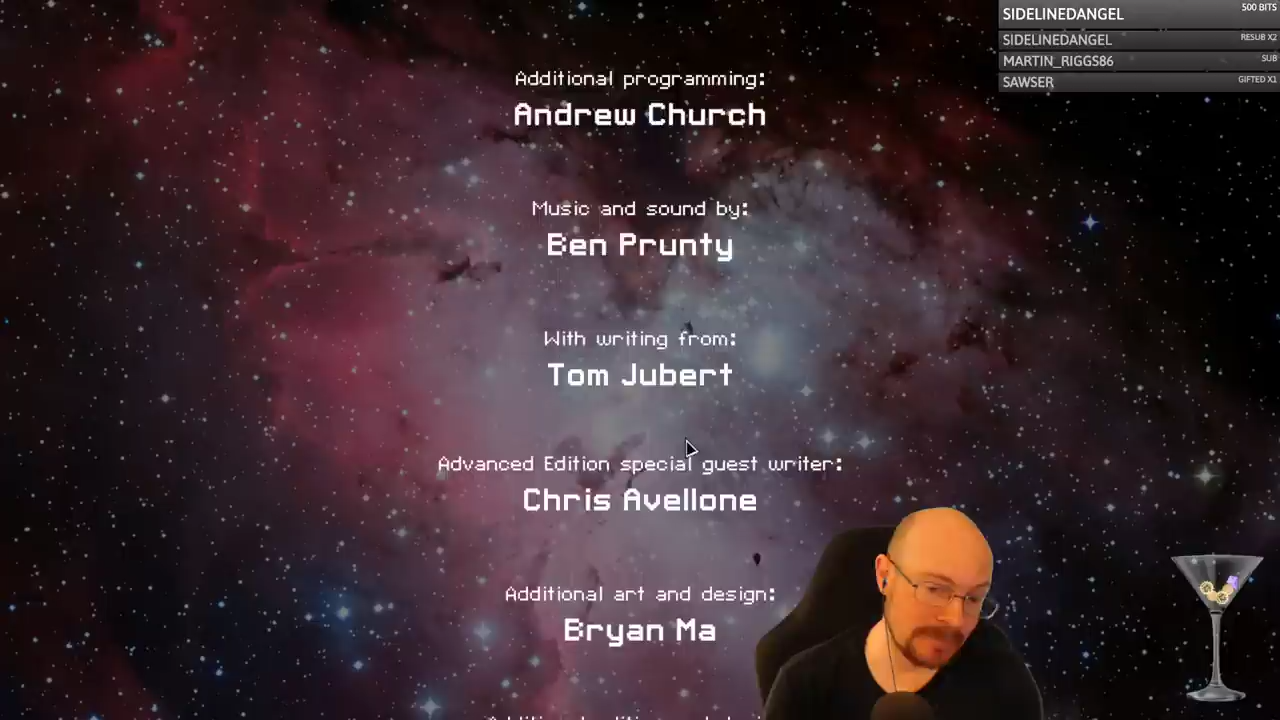 SIDELINEDANGEL 500 BITS
SIDELINEDANGEL RESUB X2
MARTIN_RIGGS86 SUB
SAWSER GIFTED X1
Additional programming:
Andrew Church
Music and sound by:
Ben Prunty
With writing from:
Tom Jubert
Advanced Edition special guest writer:
Chris Avellone
Additional art and design:
Bryan Ma